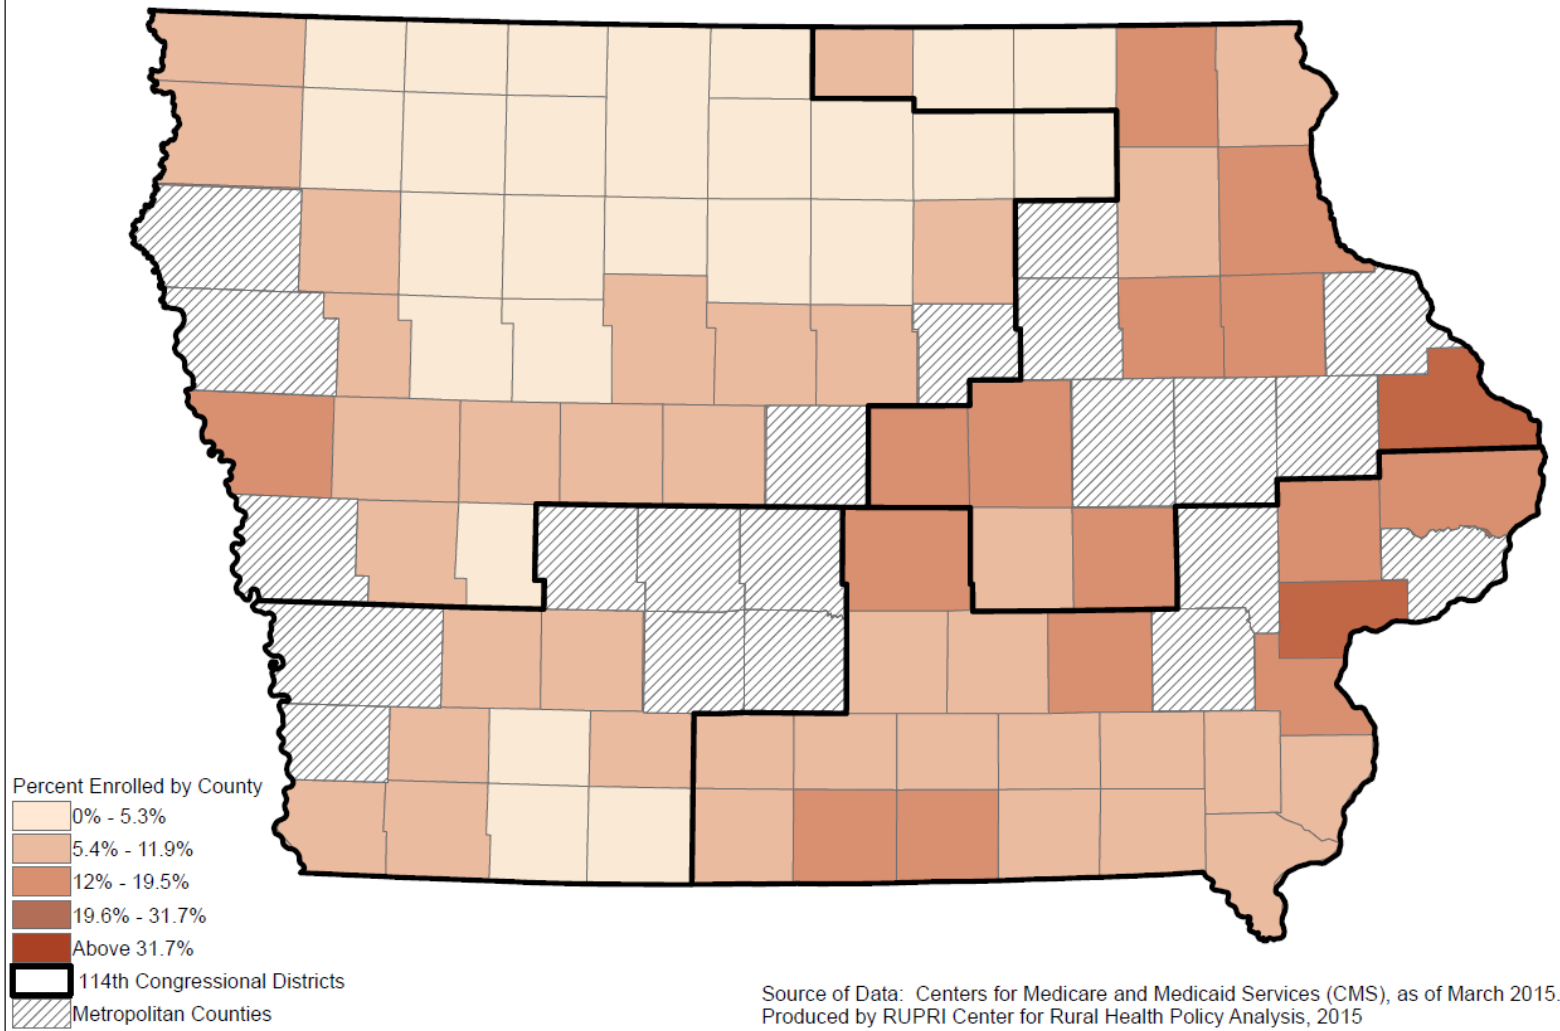 Percent Enrolled by County
0% - 5.3%
5.4% - 11.9%
12% - 19.5%
19.6% - 31.7%
Above 31.7%
114th Congressional Districts
Metropolitan Counties
Source of Data:  Centers for Medicare and Medicaid Services (CMS), as of March 2015.
Produced by RUPRI Center for Rural Health Policy Analysis, 2015